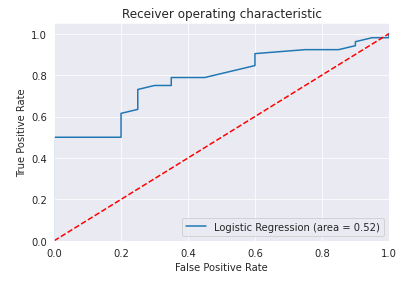 Receiver operating characteristic
True Positive Rate
1.0
0.8
0.6
0.4
0.2
0.0
Logistic Regression (area = 0.52)
0.0 0.2 0.4 0.6 0.8 1.0
False Positive Rate